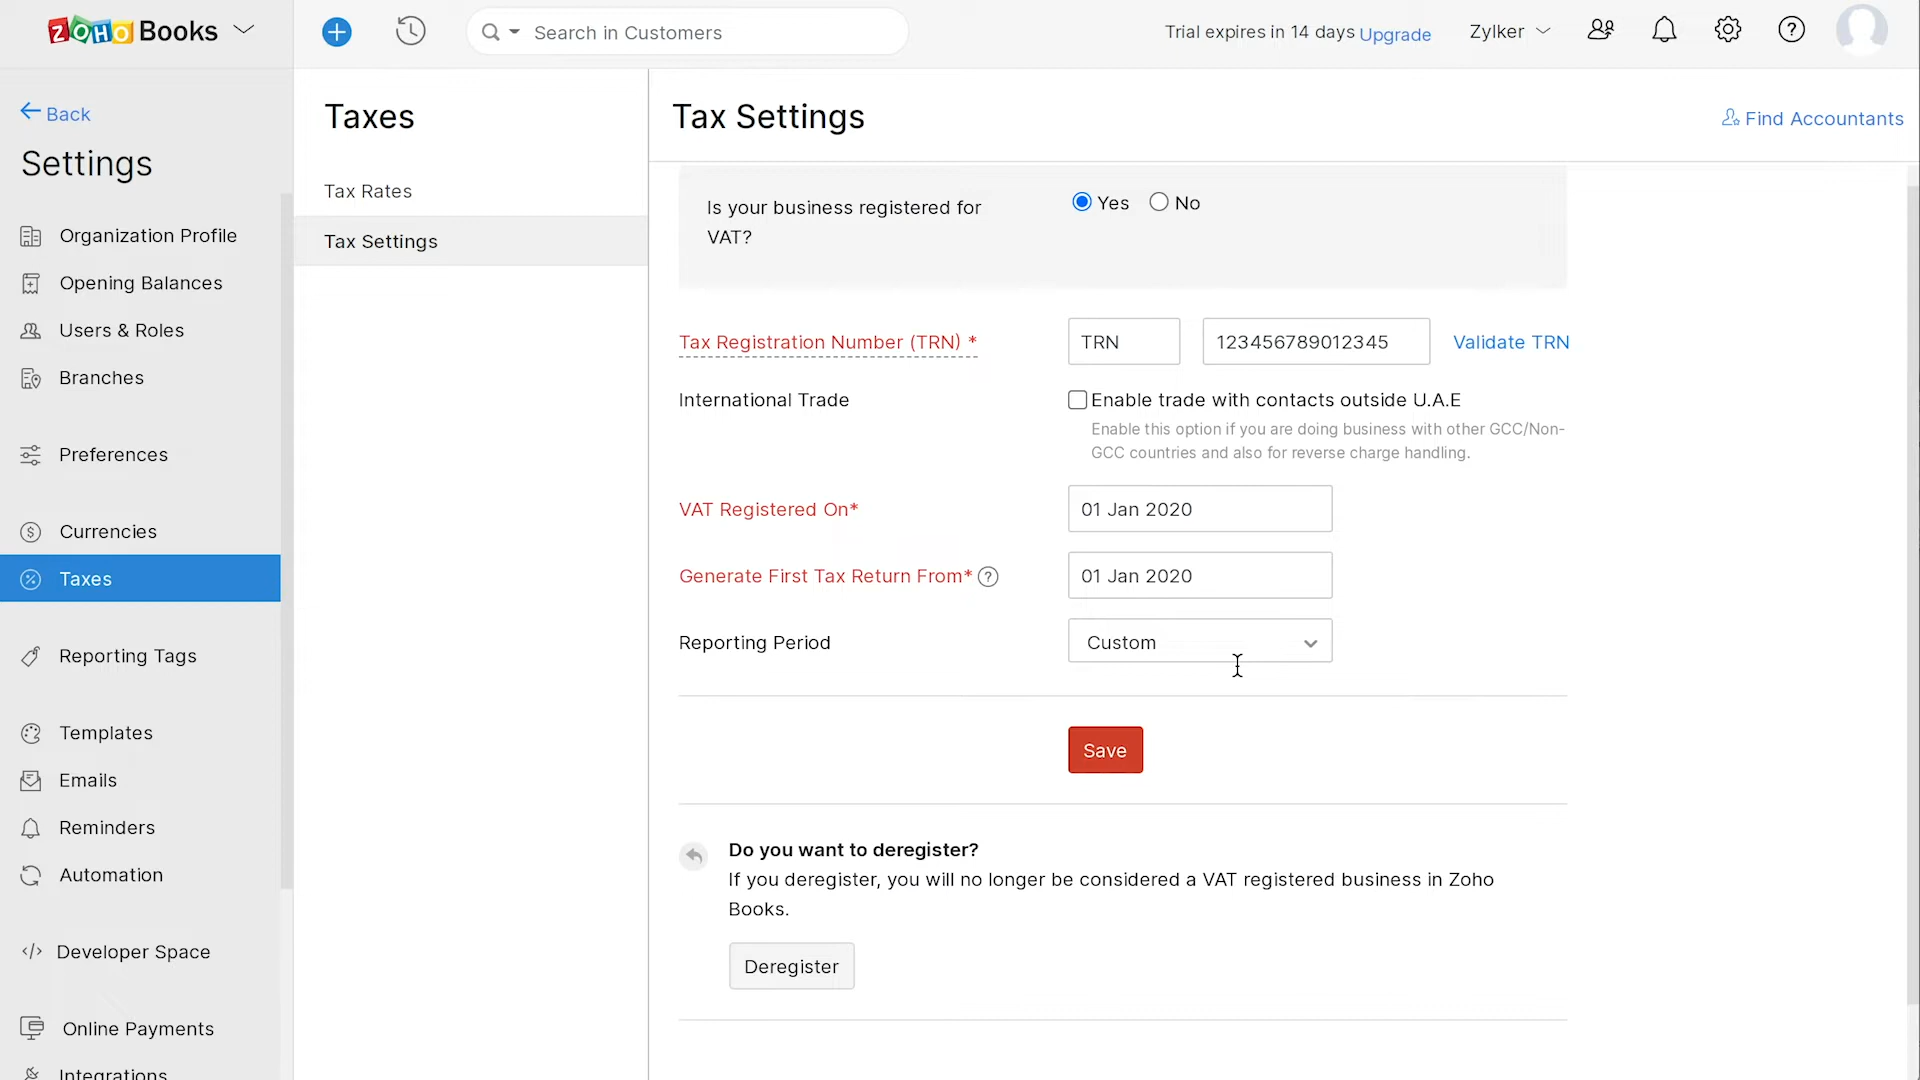 ZOHO Books
Search in Customers
Trial expires in 14 days Upgrade
Zylker
Back
Settings
Organization Profile
Opening Balances
Users & Roles
Branches
Preferences
Currencies
Taxes
Reporting Tags
Templates
Emails
Reminders
Automation
Developer Space
Online Payments
Integrations
Taxes
Tax Rates
Tax Settings
Tax Settings
Find Accountants
Is your business registered for
VAT?
Yes No
Tax Registration Number (TRN) * TRN 123456789012345 Validate TRN
International Trade Enable trade with contacts outside U.A.E
Enable this option if you are doing business with other GCC/Non-
GCC countries and also for reverse charge handling.
VAT Registered On* 01 Jan 2020
Generate First Tax Return From* ? 01 Jan 2020
Reporting Period Custom
Save
Do you want to deregister?
If you deregister, you will no longer be considered a VAT registered business in Zoho
Books.
Deregister